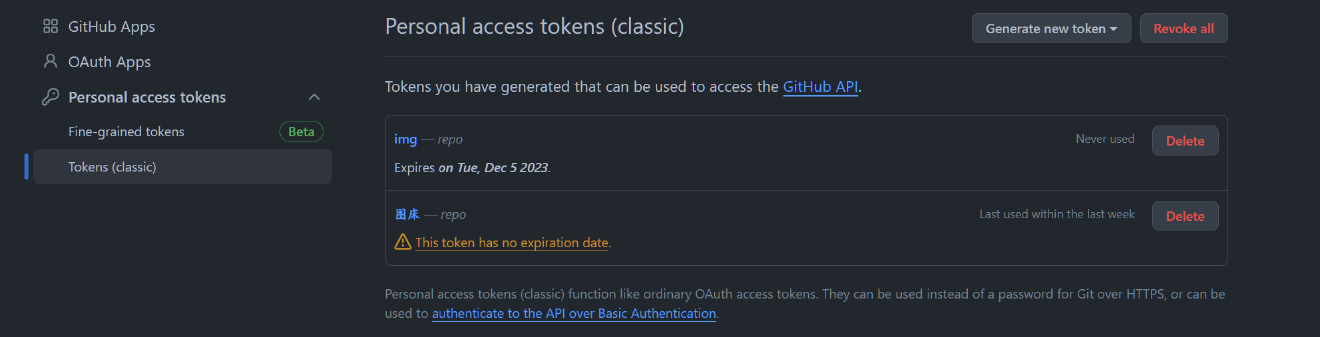 GitHub Apps
OAuth Apps
Personal access tokens
Fine-grained tokens Beta
Tokens (classic)
Personal access tokens (classic)
Generate new token
Revoke all
Tokens you have generated that can be used to access the GitHub API.
img — repo
Never used
Delete
Expires on Tue, Dec 5 2023.
图床 — repo
Last used within the last week
Delete
This token has no expiration date.
Personal access tokens (classic) function like ordinary OAuth access tokens. They can be used instead of a password for Git over HTTPS, or can be
used to authenticate to the API over Basic Authentication.